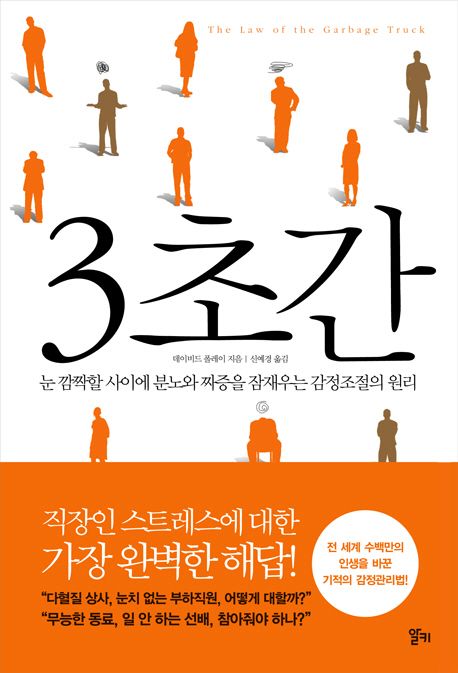 The Law of the Garbage Truck
3초간
데이비드 폴레이 지음 | 신예경 옮김
눈 깜짝할 사이에 분노와 짜증을 잠재우는 감정조절의 원리
직장인 스트레스에 대한
가장 완벽한 해답!
“다혈질 상사, 눈치 없는 부하직원, 어떻게 대할까?”
“무능한 동료, 일 안 하는 선배, 참아줘야 하나?”
전 세계 수백만의
인생을 바꾼
기적의 감정관리법!
알키